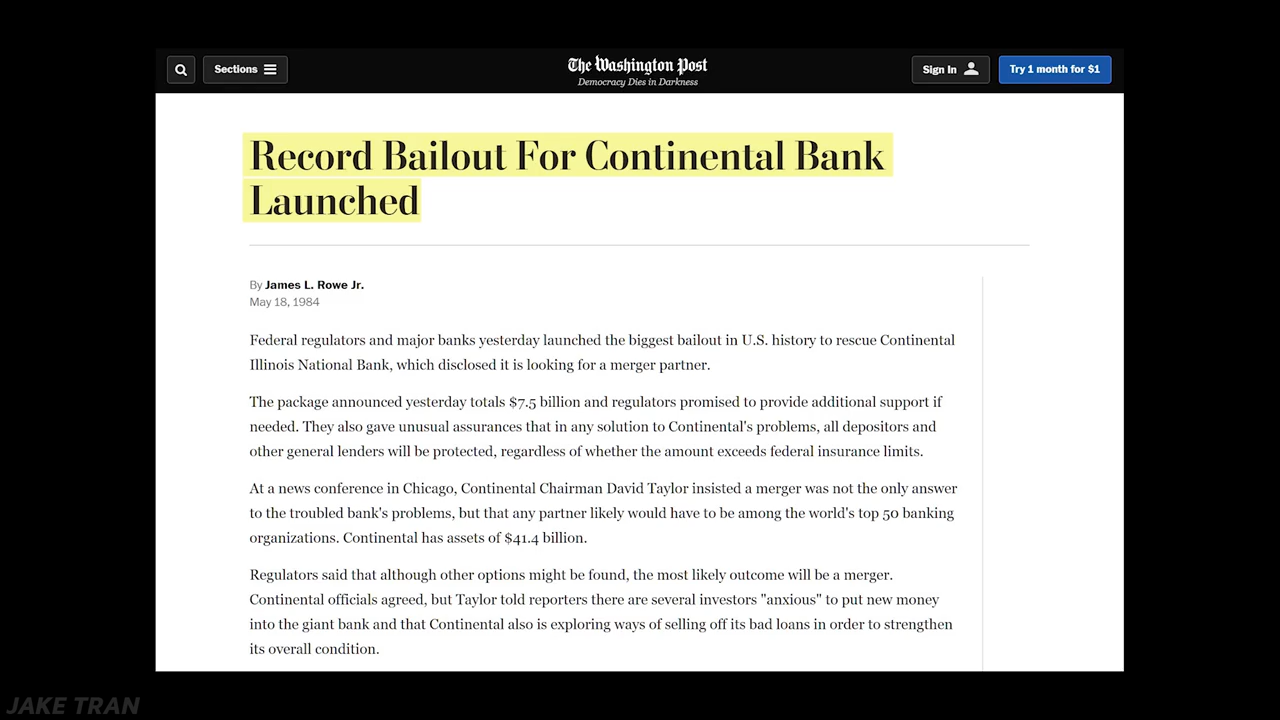 Sections
The Washington Post
Democracy Dies in Darkness
Sign In
Try 1 month for $1
Record Bailout For Continental Bank
Launched
By James L. Rowe Jr.
May 18, 1984
Federal regulators and major banks yesterday launched the biggest bailout in U.S. history to rescue Continental
Illinois National Bank, which disclosed it is looking for a merger partner.
The package announced yesterday totals $7.5 billion and regulators promised to provide additional support if
needed. They also gave unusual assurances that in any solution to Continental's problems, all depositors and
other general lenders will be protected, regardless of whether the amount exceeds federal insurance limits.
At a news conference in Chicago, Continental Chairman David Taylor insisted a merger was not the only answer
to the troubled bank's problems, but that any partner likely would have to be among the world's top 50 banking
organizations. Continental has assets of $41.4 billion.
Regulators said that although other options might be found, the most likely outcome will be a merger.
Continental officials agreed, but Taylor told reporters there are several investors "anxious" to put new money
into the giant bank and that Continental also is exploring ways of selling off its bad loans in order to strengthen
its overall condition.
JAKE TRAN